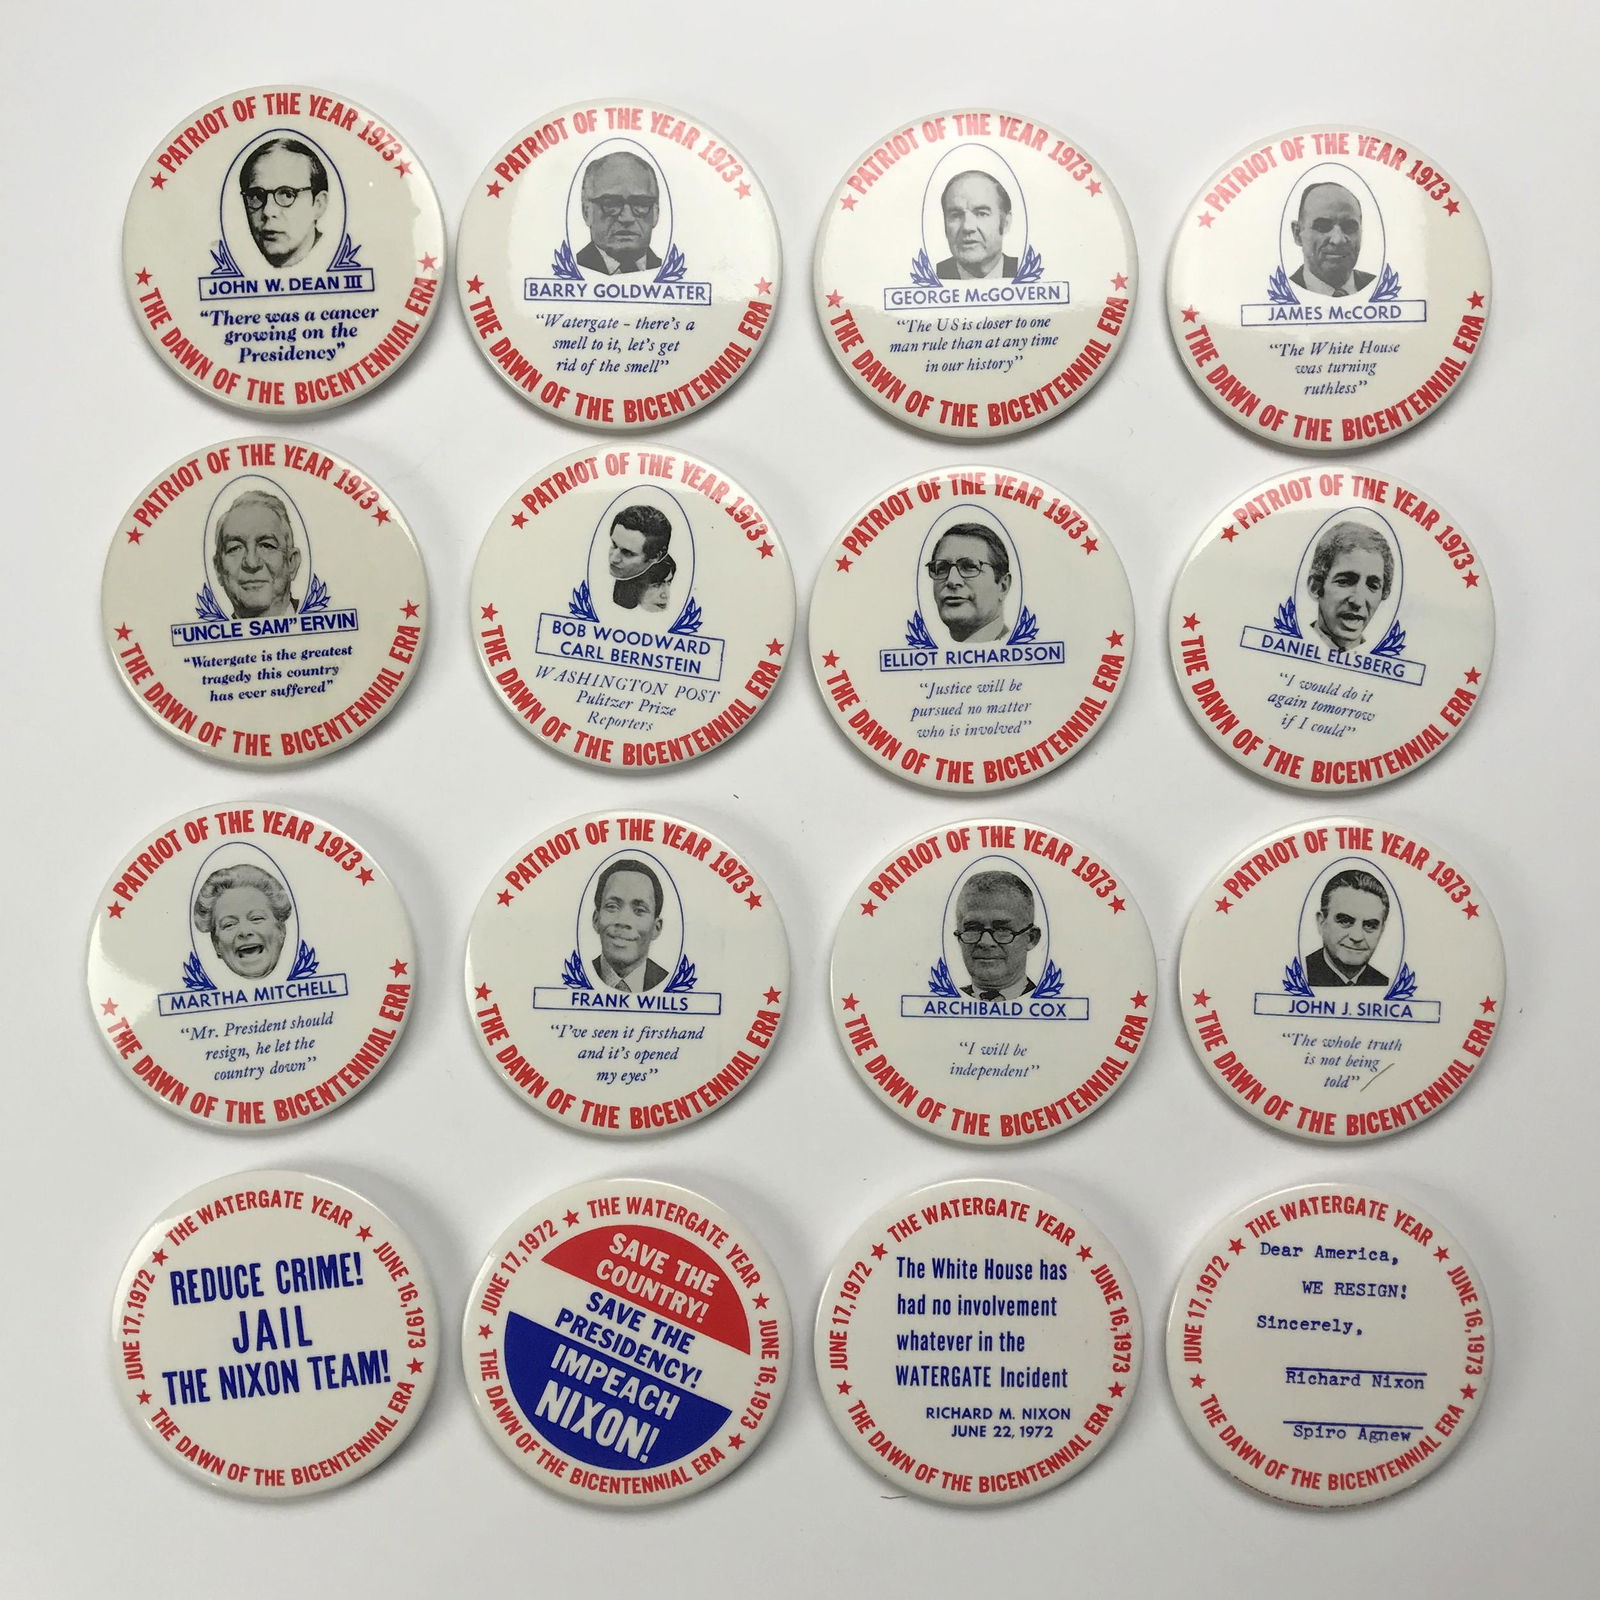 PATRIOT OF THE YEAR 1973
JOHN W. DEAN III
"There was a cancer
growing on the
Presidency"
THE DAWN OF THE BICENTENNIAL ERA
PATRIOT OF THE YEAR 1973
BARRY GOLDWATER
"Watergate - there's a
smell to it, let's get
rid of the smell"
THE DAWN OF THE BICENTENNIAL ERA
PATRIOT OF THE YEAR 1973
GEORGE McGOVERN
"The US is closer to one
man rule than at any time
in our history"
THE DAWN OF THE BICENTENNIAL ERA
PATRIOT OF THE YEAR 1973
JAMES McCORD
"The White House
was turning
ruthless"
THE DAWN OF THE BICENTENNIAL ERA
PATRIOT OF THE YEAR 1973
"UNCLE SAM" ERVIN
"Watergate is the greatest
tragedy this country
has ever suffered"
THE DAWN OF THE BICENTENNIAL ERA
PATRIOT OF THE YEAR 1973
BOB WOODWARD
CARL BERNSTEIN
WASHINGTON POST
Pulitzer Prize
Reporters
THE DAWN OF THE BICENTENNIAL ERA
PATRIOT OF THE YEAR 1973
ELLIOT RICHARDSON
"Justice will be
pursued no matter
who is involved"
THE DAWN OF THE BICENTENNIAL ERA
PATRIOT OF THE YEAR 1973
DANIEL ELLSBERG
"I would do it
again tomorrow
if I could"
THE DAWN OF THE BICENTENNIAL ERA
PATRIOT OF THE YEAR 1973
MARTHA MITCHELL
"Mr. President should
resign, he let the
country down"
THE DAWN OF THE BICENTENNIAL ERA
PATRIOT OF THE YEAR 1973
FRANK WILLS
"I've seen it firsthand
and it's opened
my eyes"
THE DAWN OF THE BICENTENNIAL ERA
PATRIOT OF THE YEAR 1973
ARCHIBALD COX
"I will be
independent"
THE DAWN OF THE BICENTENNIAL ERA
PATRIOT OF THE YEAR 1973
JOHN J. SIRICA
"The whole truth
is not being
told"
THE DAWN OF THE BICENTENNIAL ERA
THE WATERGATE YEAR
JUNE 17, 1972
JUNE 16, 1973
REDUCE CRIME!
JAIL
THE NIXON TEAM!
THE DAWN OF THE BICENTENNIAL ERA
THE WATERGATE YEAR
JUNE 17, 1972
JUNE 16, 1973
SAVE THE
COUNTRY!
SAVE THE
PRESIDENCY!
IMPEACH
NIXON!
THE DAWN OF THE BICENTENNIAL ERA
THE WATERGATE YEAR
JUNE 17, 1972
JUNE 16, 1973
The White House has
had no involvement
whatever in the
WATERGATE Incident
RICHARD M. NIXON
JUNE 22, 1972
THE DAWN OF THE BICENTENNIAL ERA
THE WATERGATE YEAR
JUNE 17, 1972
JUNE 16, 1973
Dear America,
WE RESIGN!
Sincerely,
Richard Nixon
Spiro Agnew
THE DAWN OF THE BICENTENNIAL ERA